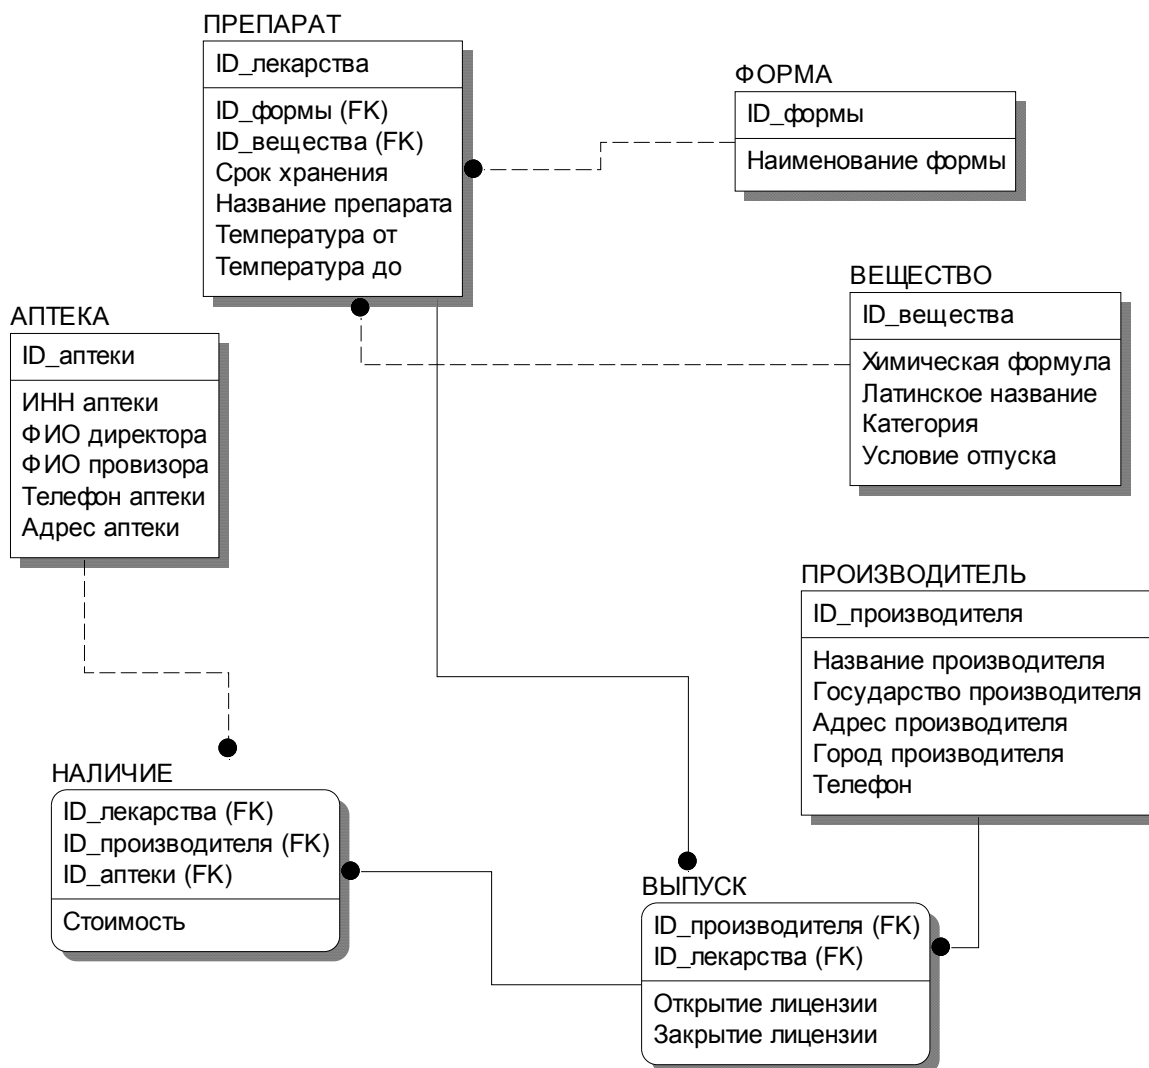 ПРЕПАРАТ
ID_лекарства
ID_формы (FK)
ID_вещества (FK)
Срок хранения
Название препарата
Температура от
Температура до
ФОРМА
ID_формы
Наименование формы
ВЕЩЕСТВО
ID_вещества
Химическая формула
Латинское название
Категория
Условие отпуска
АПТЕКА
ID_аптеки
ИНН аптеки
ФИО директора
ФИО провизора
Телефон аптеки
Адрес аптеки
ПРОИЗВОДИТЕЛЬ
ID_производителя
Название производителя
Государство производителя
Адрес производителя
Город производителя
Телефон
НАЛИЧИЕ
ID_лекарства (FK)
ID_производителя (FK)
ID_аптеки (FK)
Стоимость
ВЫПУСК
ID_производителя (FK)
ID_лекарства (FK)
Открытие лицензии
Закрытие лицензии